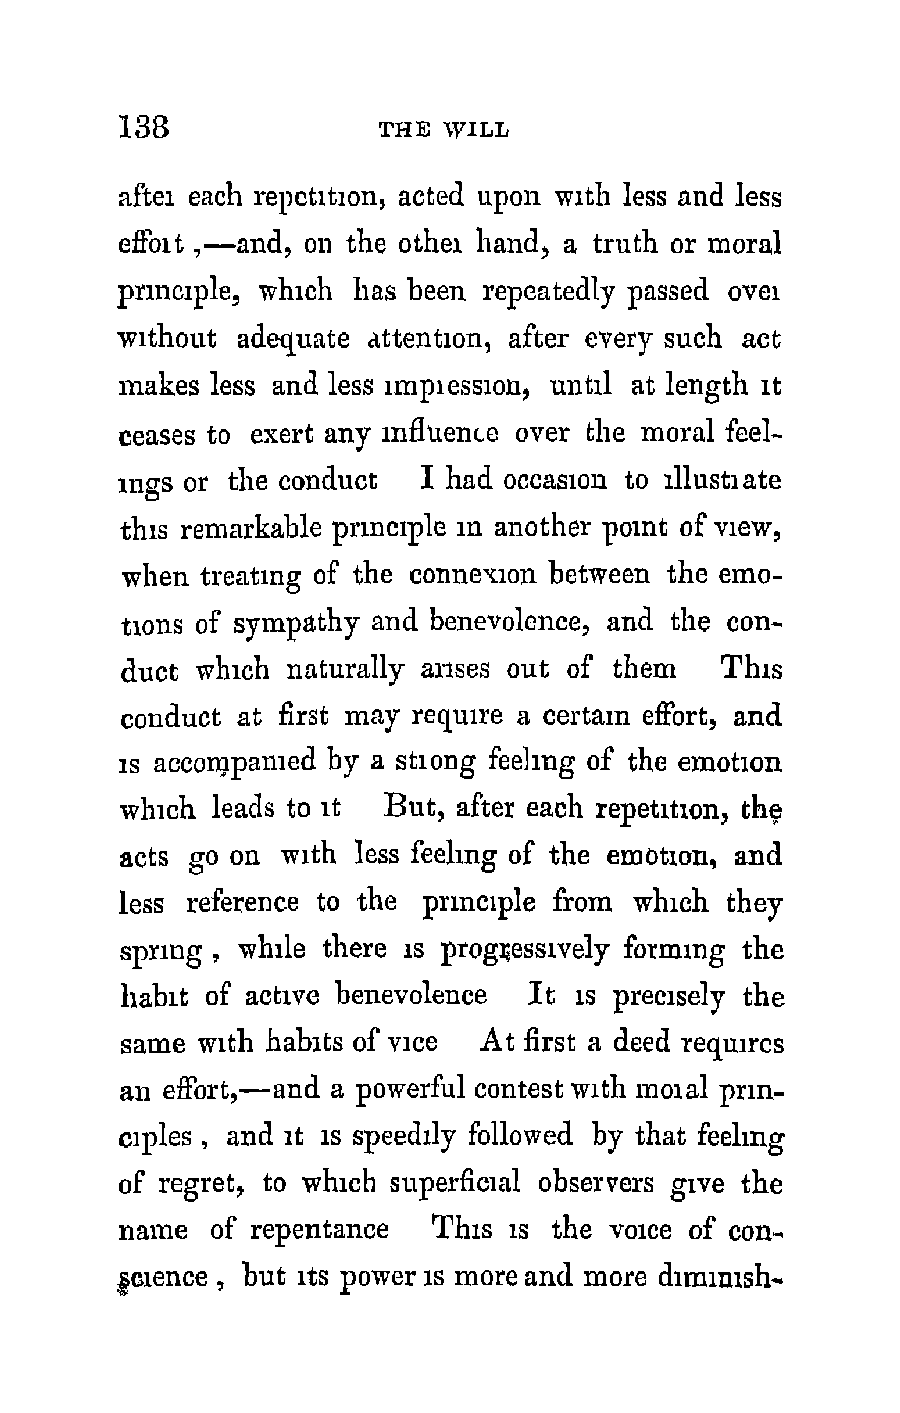 138 THE WILL
after each repetition, acted upon with less and less
effort ,—and, on the other hand, a truth or moral
principle, which has been repeatedly passed over
without adequate attention, after every such act
makes less and less impression, until at length it
ceases to exert any influence over the moral feel-
ings or the conduct I had occasion to illustrate
this remarkable principle in another point of view,
when treating of the connexion between the emo-
tions of sympathy and benevolence, and the con-
duct which naturally arises out of them This
conduct at first may require a certain effort, and
is accompanied by a strong feeling of the emotion
which leads to it But, after each repetition, the
acts go on with less feeling of the emotion, and
less reference to the principle from which they
spring , while there is progressively forming the
habit of active benevolence It is precisely the
same with habits of vice At first a deed requires
an effort,—and a powerful contest with moral prin-
ciples , and it is speedily followed by that feeling
of regret, to which superficial observers give the
name of repentance This is the voice of con-
science , but its power is more and more diminish-